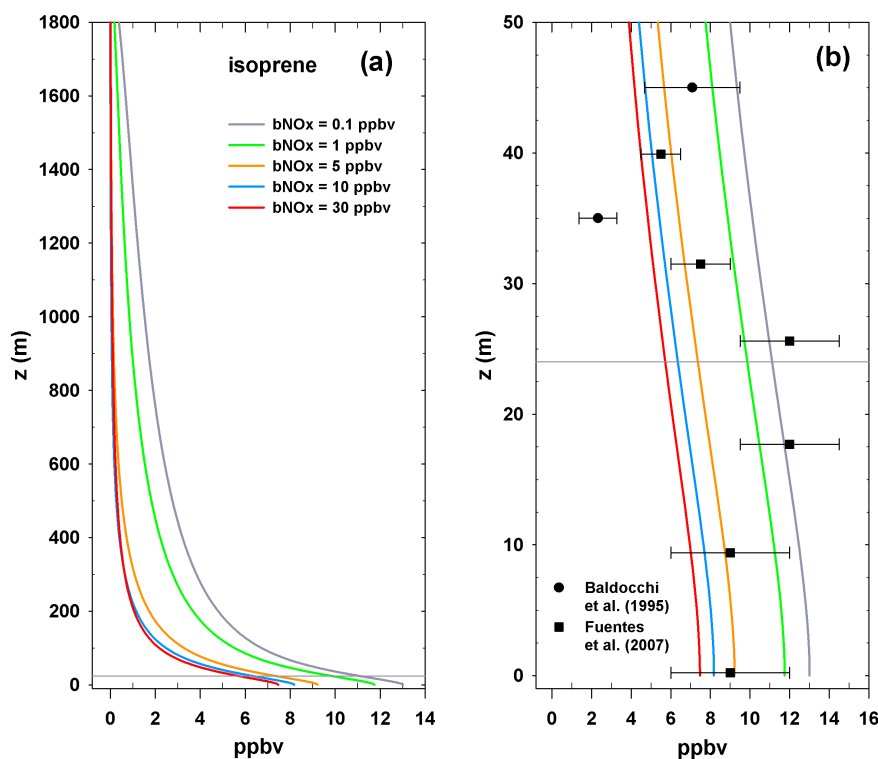 1800
1600
1400
1200
1000
800
600
400
200
0
z (m)
isoprene
(a)
bNOx = 0.1 ppbv
bNOx = 1 ppbv
bNOx = 5 ppbv
bNOx = 10 ppbv
bNOx = 30 ppbv
0 2 4 6 8 10 12 14
ppbv
50
40
30
20
10
0
z (m)
(b)
Baldocchi
et al. (1995)
Fuentes
et al. (2007)
0 2 4 6 8 10 12 14 16
ppbv